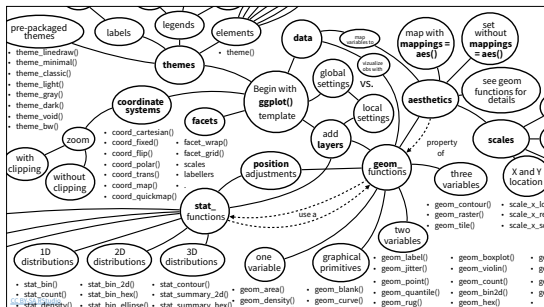 pre-packaged
themes
theme_linedraw()
theme_minimal()
theme_classic()
theme_light()
theme_gray()
theme_dark()
theme_void()
theme_bw()
labels
legends
elements
theme()
themes
data
map
variables to
visualize
obs with
VS.
map with
mappings =
aes()
set
without
mappings
= aes()
see geom
functions for
details
aesthetics
scales
X and Y
location
property
of
Begin with
ggplot()
template
global
settings
local
settings
add
layers
coordinate
systems
zoom
with
clipping
without
clipping
coord_cartesian()
coord_fixed()
coord_flip()
coord_polar()
coord_trans()
coord_map()
coord_quickmap()
facets
facet_wrap()
facet_grid()
scales
labellers
position
adjustments
geom_
functions
stat_
functions
use a
three
variables
geom_contour()
geom_raster()
geom_tile()
two
variables
1D
distributions
stat_bin()
stat_count()
stat_density()
2D
distributions
stat_bin_2d()
stat_bin_hex()
stat_bin_ellipse()
3D
distributions
stat_contour()
stat_summary_2d()
stat_summary_hex()
one
variable
geom_area()
geom_density()
graphical
primitives
geom_blank()
geom_curve()
geom_label()
geom_jitter()
geom_point()
geom_quantile()
geom_rug()
geom_boxplot()
geom_violin()
geom_count()
geom_bin2d()
geom_hex()